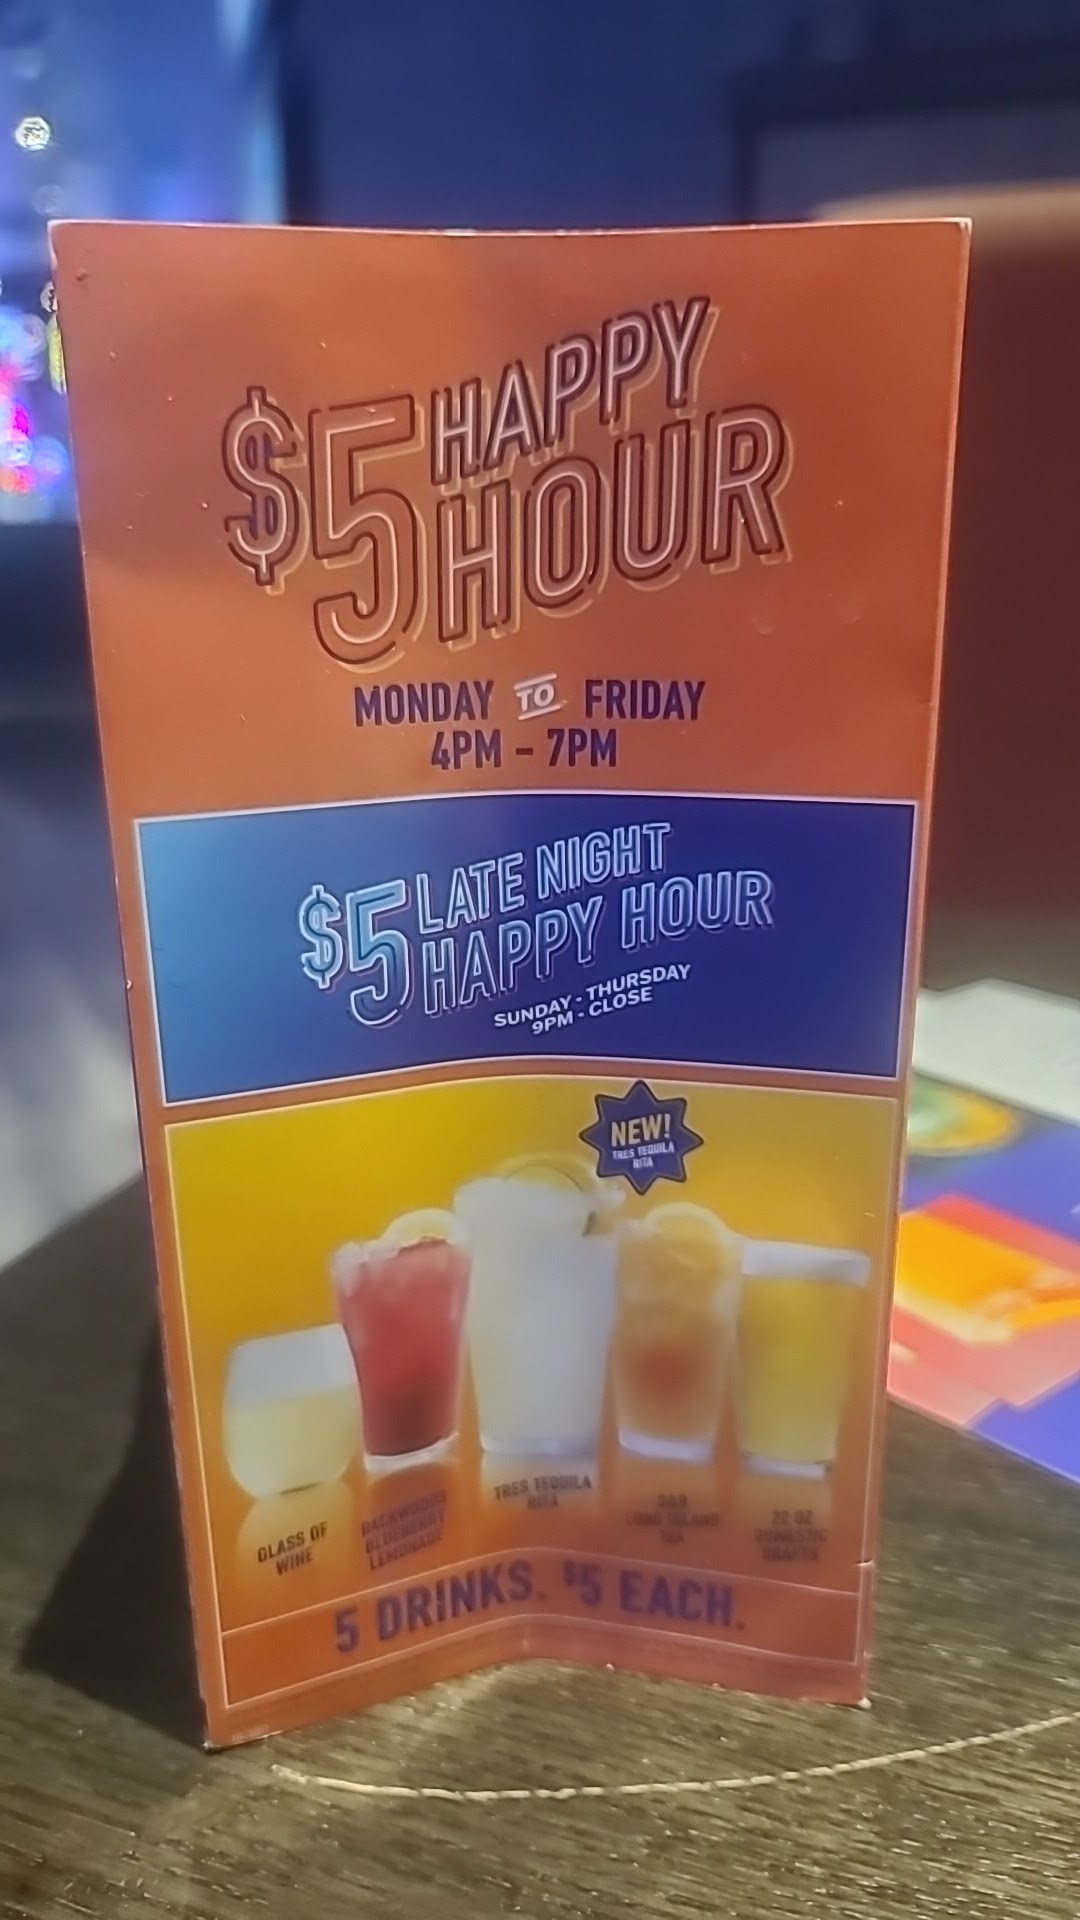 $5 HAPPY
HOUR
MONDAY TO FRIDAY
4PM - 7PM
$5 LATE NIGHT
HAPPY HOUR
SUNDAY - THURSDAY
9PM - CLOSE
NEW!
TRES TEQUILA
RITA
GLASS OF
WINE
BACKWOODS
BLUEBERRY
LEMONADE
TRES TEQUILA
RITA
LONG ISLAND
TEA
22 OZ
DOMESTIC
DRAFTS
5 DRINKS. $5 EACH.